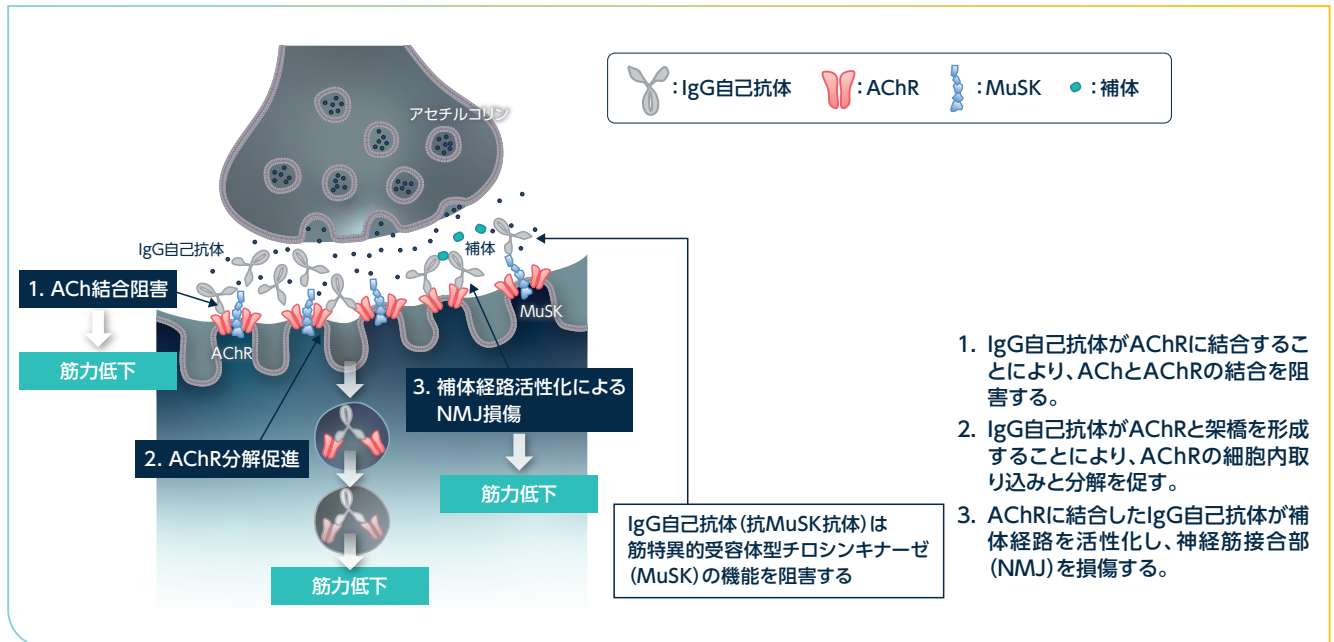 :IgG自己抗体
:AChR
:MuSK
:補体
アセチルコリン
IgG自己抗体
補体
1. ACh結合阻害
MuSK
AChR
筋力低下
3. 補体経路活性化による
NMJ損傷
2. AChR分解促進
筋力低下
筋力低下
IgG自己抗体(抗MuSK抗体)は
筋特異的受容体型チロシンキナーゼ
(MuSK)の機能を阻害する
1. IgG自己抗体がAChRに結合するこ
とにより、AChとAChRの結合を阻
害する。
2. IgG自己抗体がAChRと架橋を形成
することにより、AChRの細胞内取
り込みと分解を促す。
3. AChRに結合したIgG自己抗体が補
体経路を活性化し、神経筋接合部
(NMJ)を損傷する。